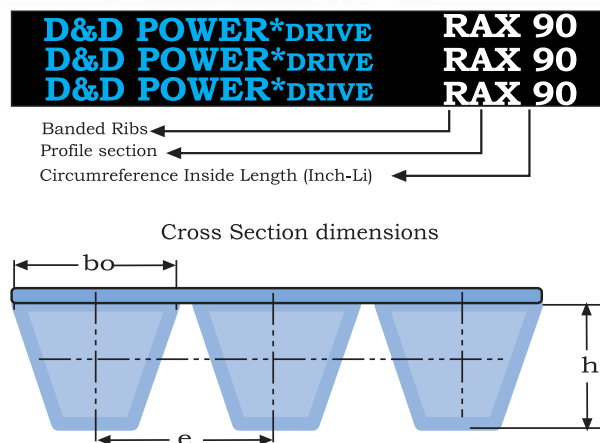 D&D POWER*DRIVE RAX 90
D&D POWER*DRIVE RAX 90
D&D POWER*DRIVE RAX 90
Banded Ribs
Profile section
Circumreference Inside Length (Inch-Li)
Cross Section dimensions
bo
h
e